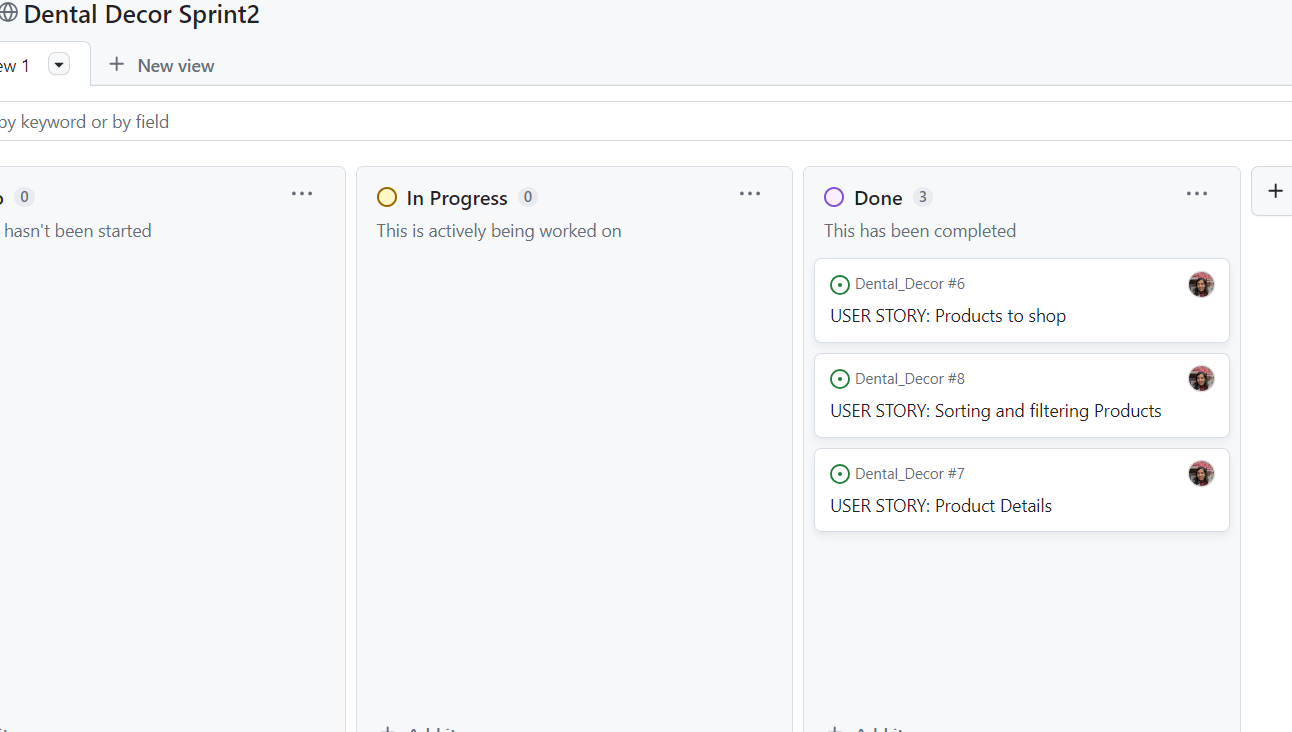 Dental Decor Sprint2
ew 1
New view
by keyword or by field
o 0
hasn't been started
In Progress 0
This is actively being worked on
Done 3
This has been completed
Dental_Decor #6
USER STORY: Products to shop
Dental_Decor #8
USER STORY: Sorting and filtering Products
Dental_Decor #7
USER STORY: Product Details